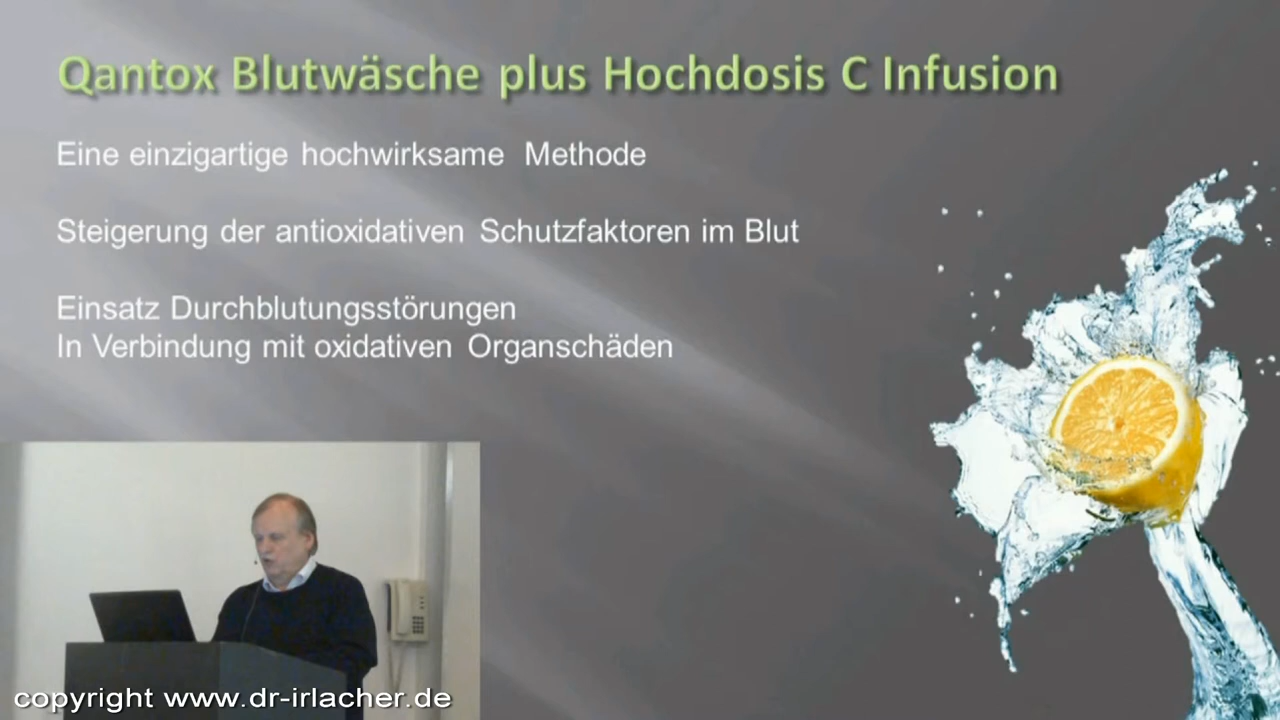 Qantox Blutwäsche plus Hochdosis C Infusion
Eine einzigartige hochwirksame Methode
Steigerung der antioxidativen Schutzfaktoren im Blut
Einsatz Durchblutungsstörungen
In Verbindung mit oxidativen Organschäden
copyright www.dr-irlacher.de